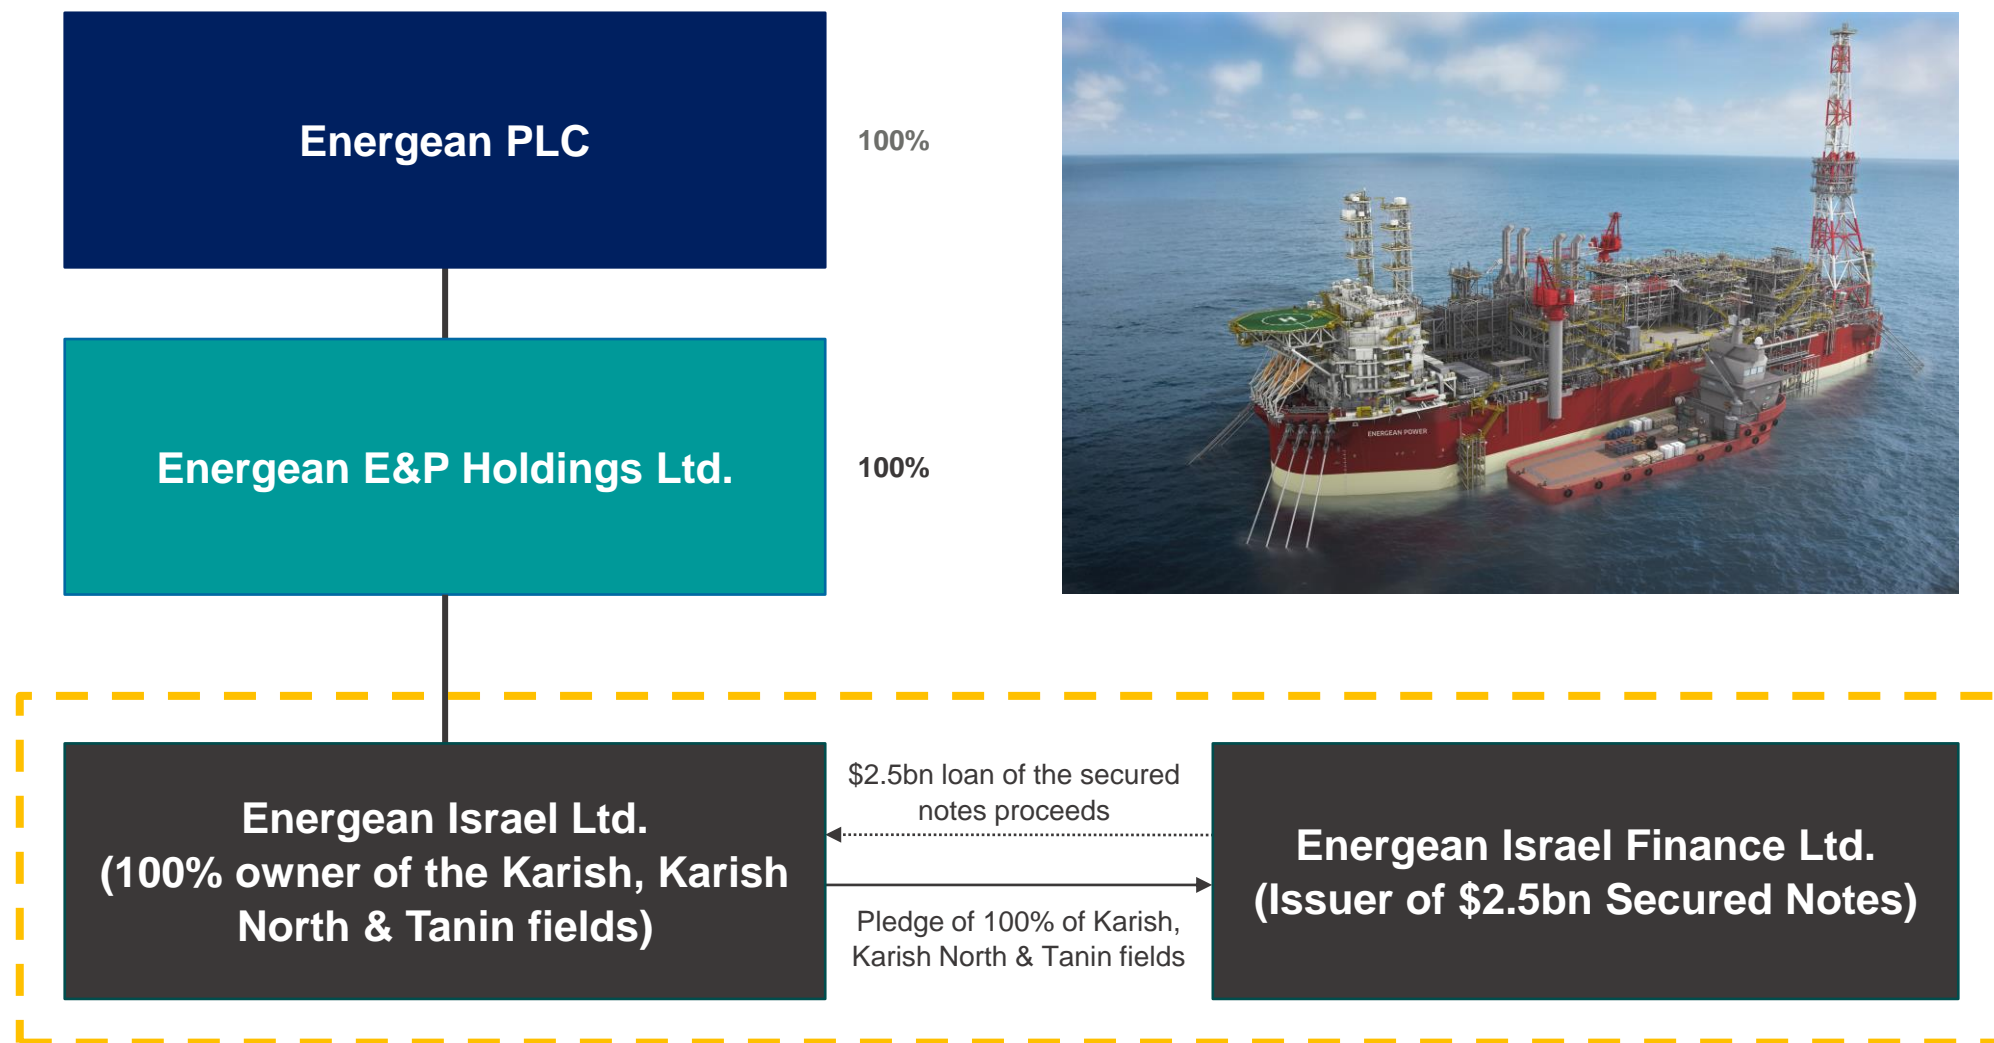 Energean PLC
100%
Energean E&P Holdings Ltd.
100%
ENERGEAN POWER
Energean Israel Ltd.
(100% owner of the Karish, Karish
North & Tanin fields)
$2.5bn loan of the secured
notes proceeds
Pledge of 100% of Karish,
Karish North & Tanin fields
Energean Israel Finance Ltd.
(Issuer of $2.5bn Secured Notes)